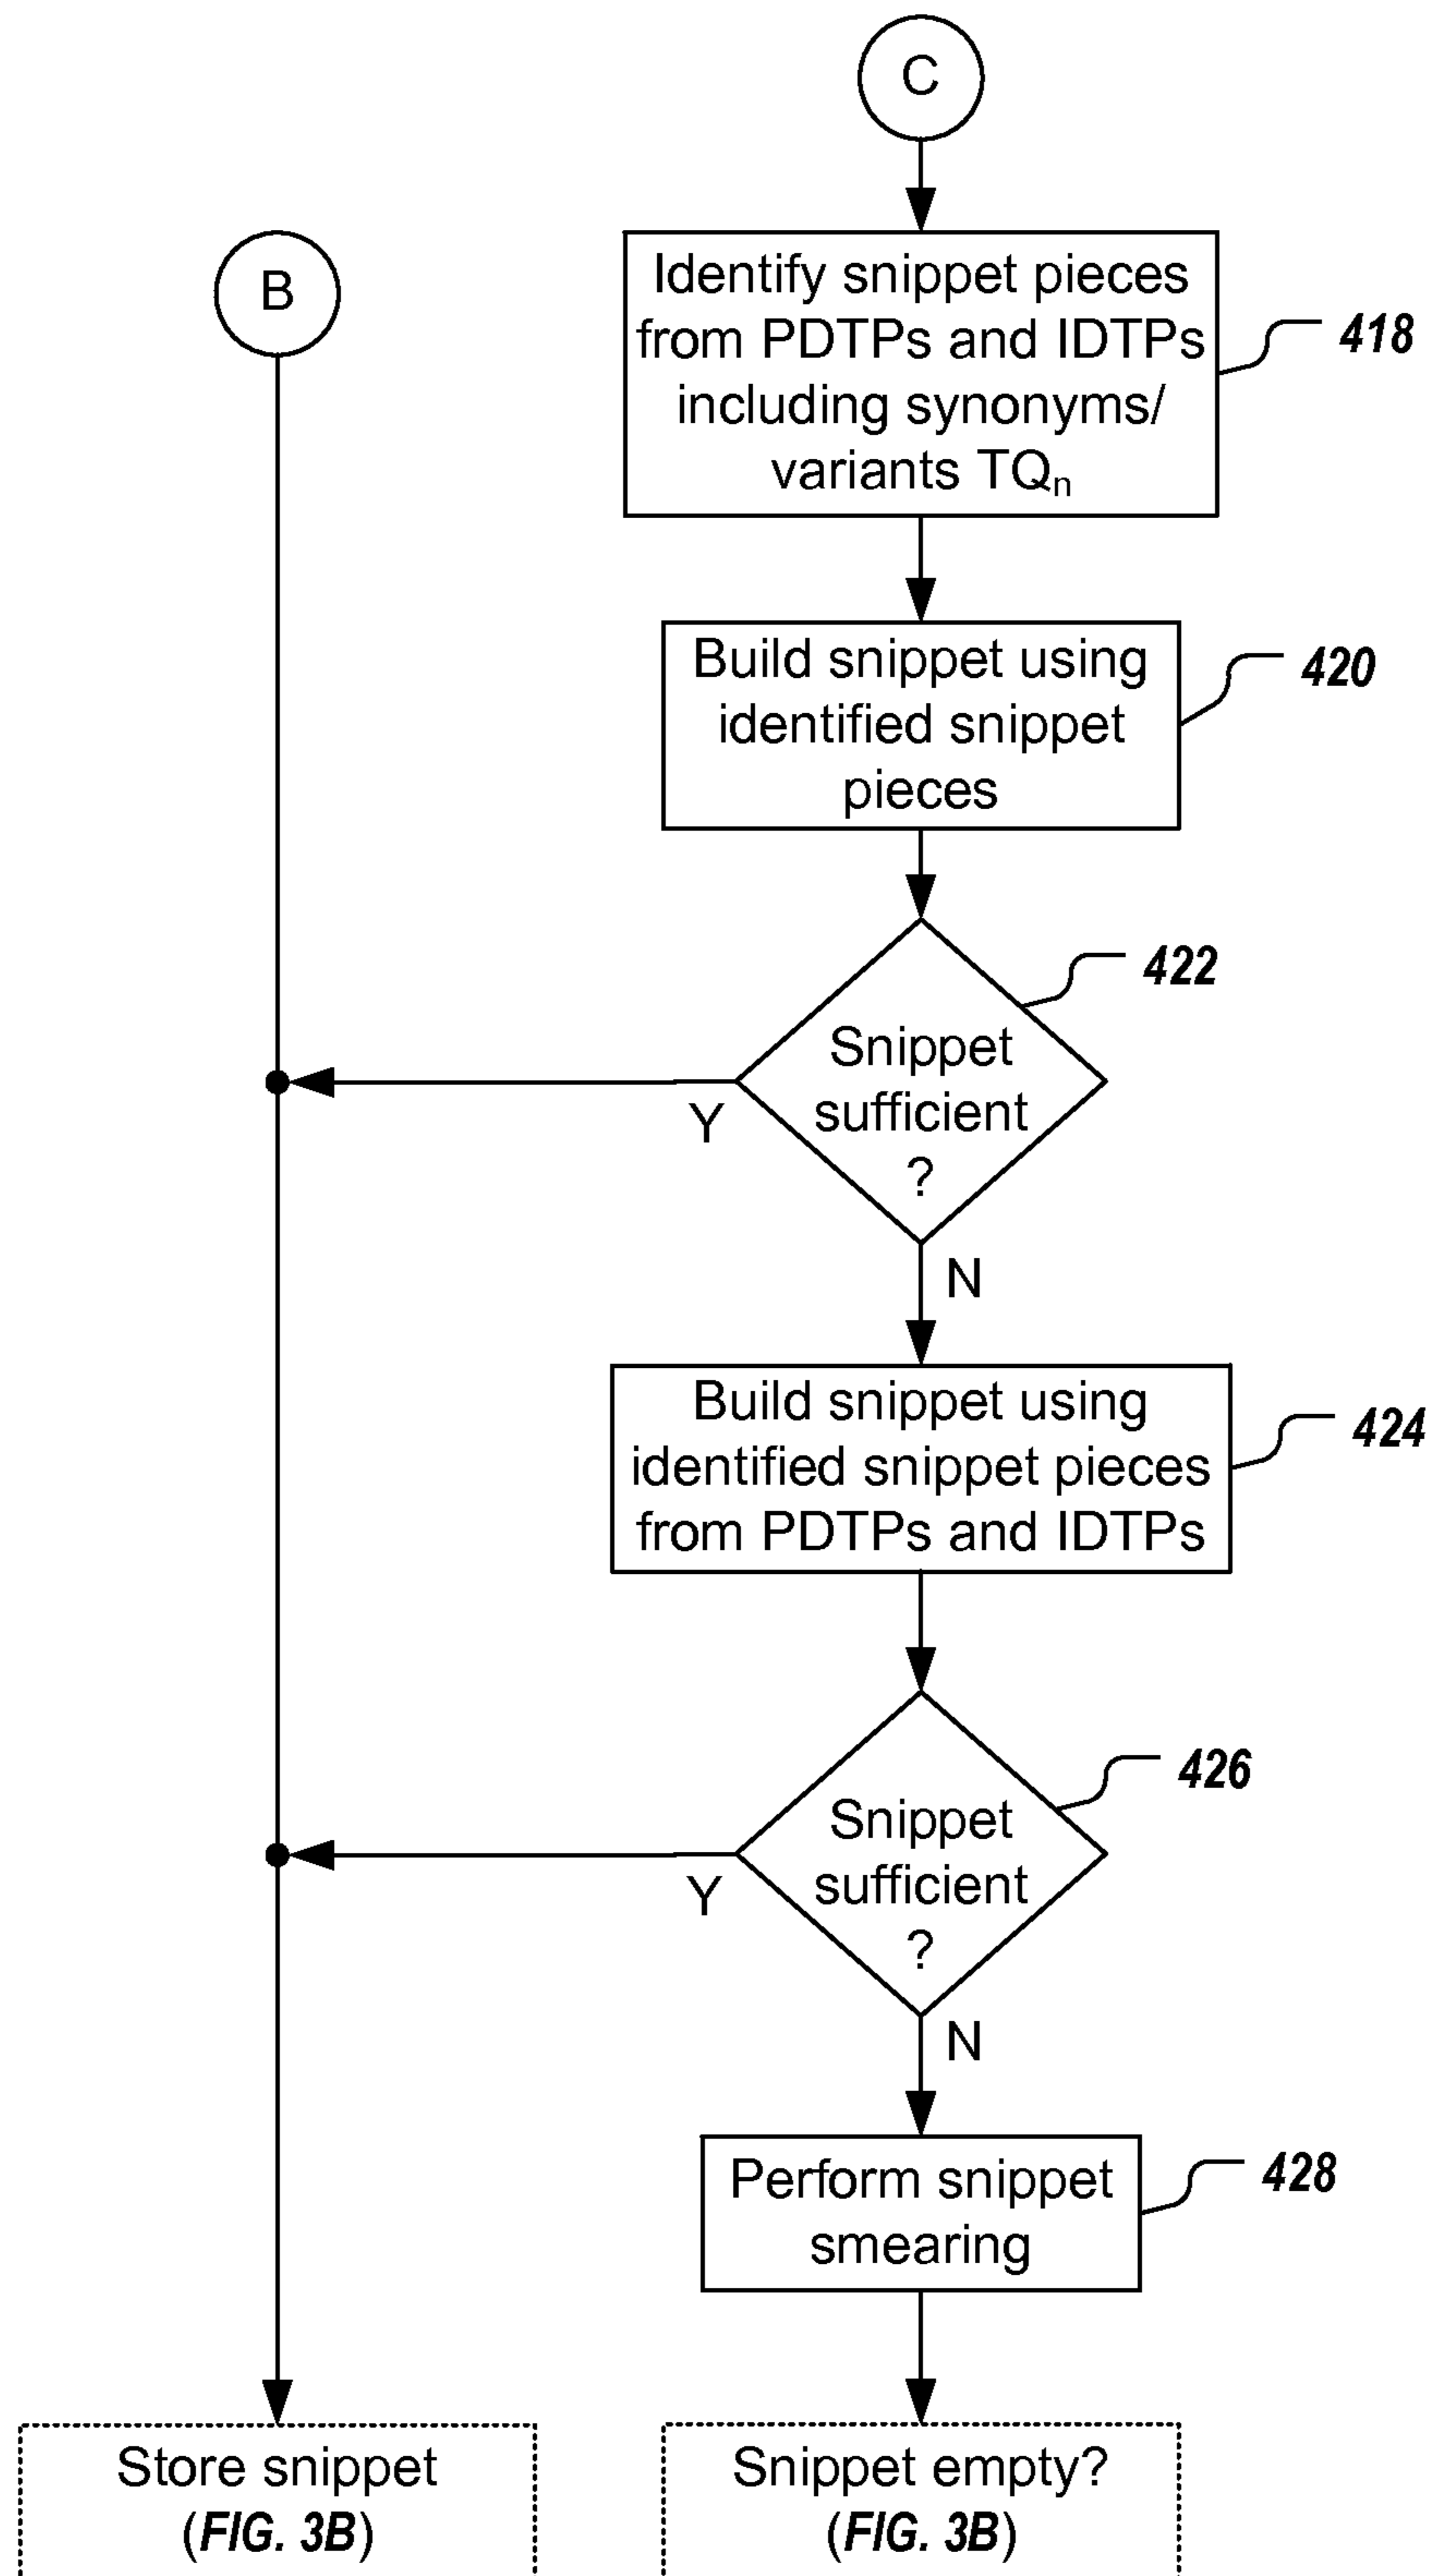 C
B
Identify snippet pieces
from PDTPs and IDTPs
including synonyms/
variants TQn
418
Build snippet using
identified snippet
pieces
420
422
Snippet
sufficient
?
Y
N
Build snippet using
identified snippet pieces
from PDTPs and IDTPs
424
426
Snippet
sufficient
?
Y
N
Perform snippet
smearing
428
Store snippet
(FIG. 3B)
Snippet empty?
(FIG. 3B)